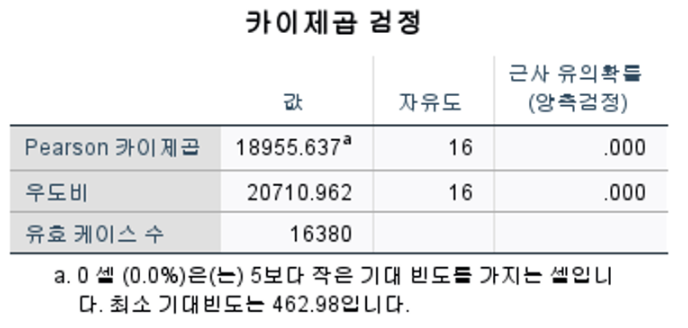 카이제곱 검정
값 자유도 근사 유의확률
(양측검정)
Pearson 카이제곱 18955.637a 16 .000
우도비 20710.962 16 .000
유효 케이스 수 16380
a. 0 셀 (0.0%)은(는) 5보다 작은 기대 빈도를 가지는 셀입니
다. 최소 기대빈도는 462.98입니다.